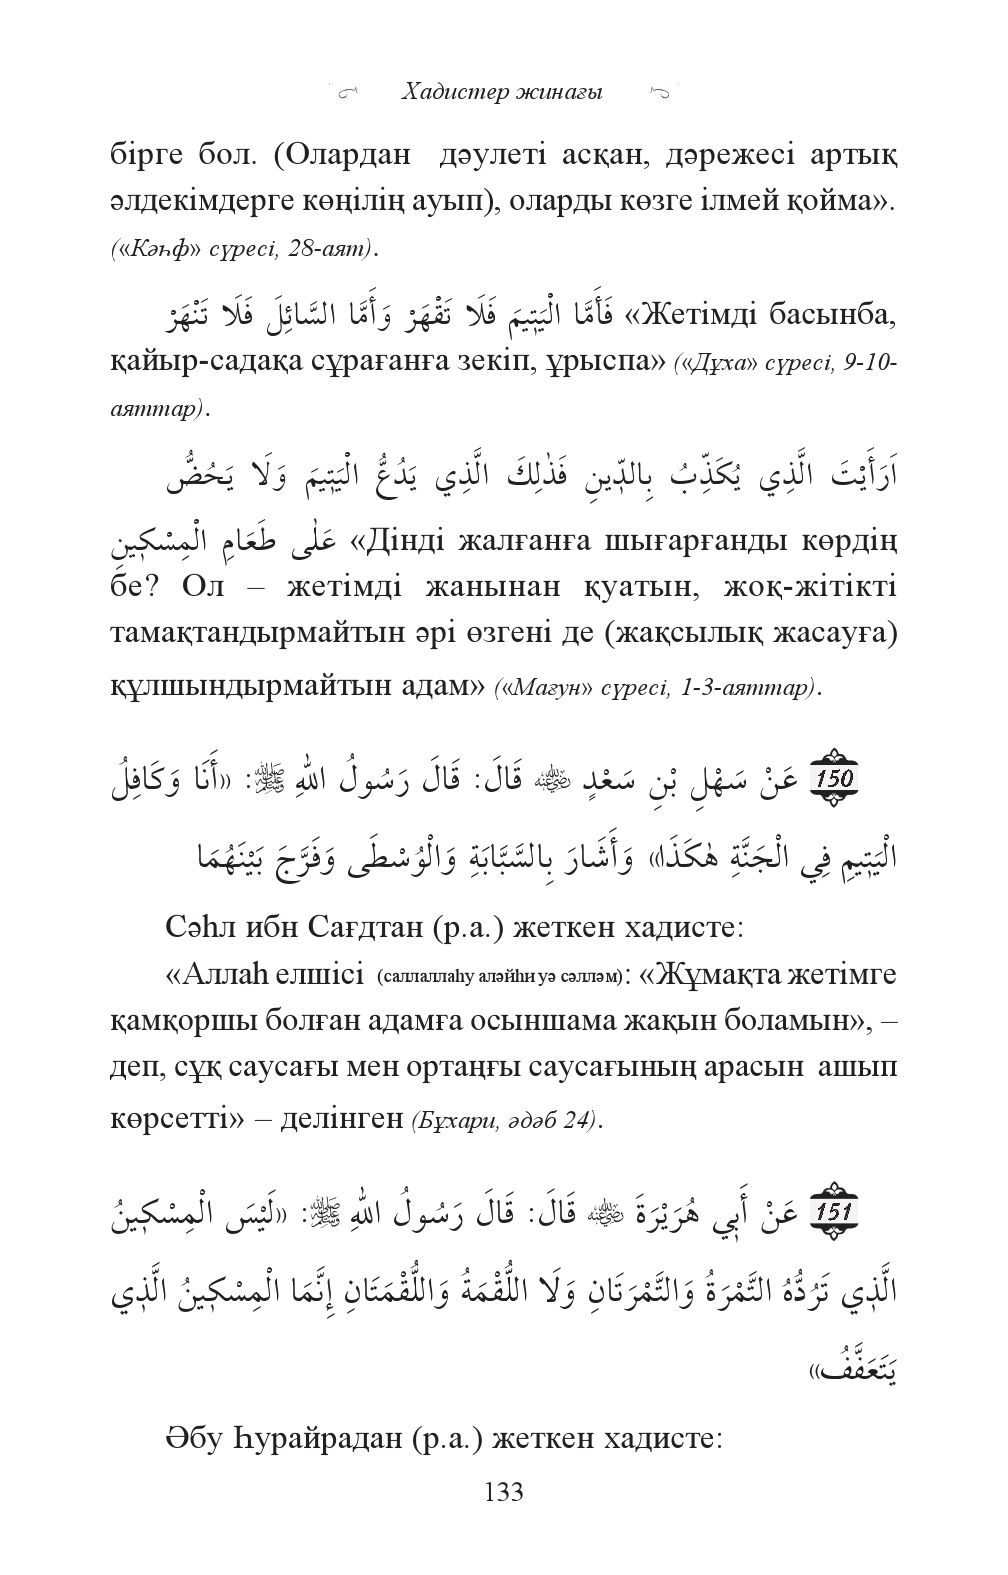 Хадистер жинағы
бірге бол. (Олардан дәулеті асқан, дәрежесі артық
әлдекімдерге көңілің ауып), оларды көзге ілмей қойма».
(«Кәһф» сүресі, 28-аят).
فَأَمَّا الْيَتِيمَ فَلَا تَقْهَرْ وَأَمَّا السَّائِلَ فَلَا تَنْهَرْ «Жетімді басынба,
қайыр-садақа сұрағанға зекіп, ұрыспа» («Дұха» сүресі, 9-10-
аяттар).
اَرَأَيْتَ الَّذِي يُكَذِّبُ بِالدِّينِ فَذٰلِكَ الَّذِي يَدُعُّ الْيَتِيمَ وَلَا يَحُضُّ
عَلٰى طَعَامِ الْمِسْكِينِ «Дінді жалғанға шығарғанды көрдің
бе? Ол – жетімді жанынан қуатын, жоқ-жітікті
тамақтандырмайтын әрі өзгені де (жақсылық жасауға)
құлшындырмайтын адам» («Мағун» сүресі, 1-3-аяттар).
150 عَنْ سَهْلِ بْنِ سَعْدٍ ؓ قَالَ: قَالَ رَسُولُ اللهِ ﷺ: «أَنَا وَكَافِلُ
الْيَتِيمِ فِي الْجَنَّةِ هٰكَذَا» وَأَشَارَ بِالسَّبَّابَةِ وَالْوُسْطَى وَفَرَّجَ بَيْنَهُمَا
Сәһл ибн Сағдтан (р.а.) жеткен хадисте:
«Аллаһ елшісі (саллаллаһу аләйһи уә сәлләм): «Жұмақта жетімге
қамқоршы болған адамға осыншама жақын боламын», –
деп, сұқ саусағы мен ортаңғы саусағының арасын ашып
көрсетті» – делінген (Бұхари, әдәб 24).
151 عَنْ أَبِي هُرَيْرَةَ ؓ قَالَ: قَالَ رَسُولُ اللهِ ﷺ: «لَيْسَ الْمِسْكِينُ
الَّذِي تَرُدُّهُ التَّمْرَةُ وَالتَّمْرَتَانِ وَلَا اللُّقْمَةُ وَاللُّقْمَتَانِ إِنَّمَا الْمِسْكِينُ الَّذِي
يَتَعَفَّفُ»
Әбу Һурайрадан (р.а.) жеткен хадисте:
133